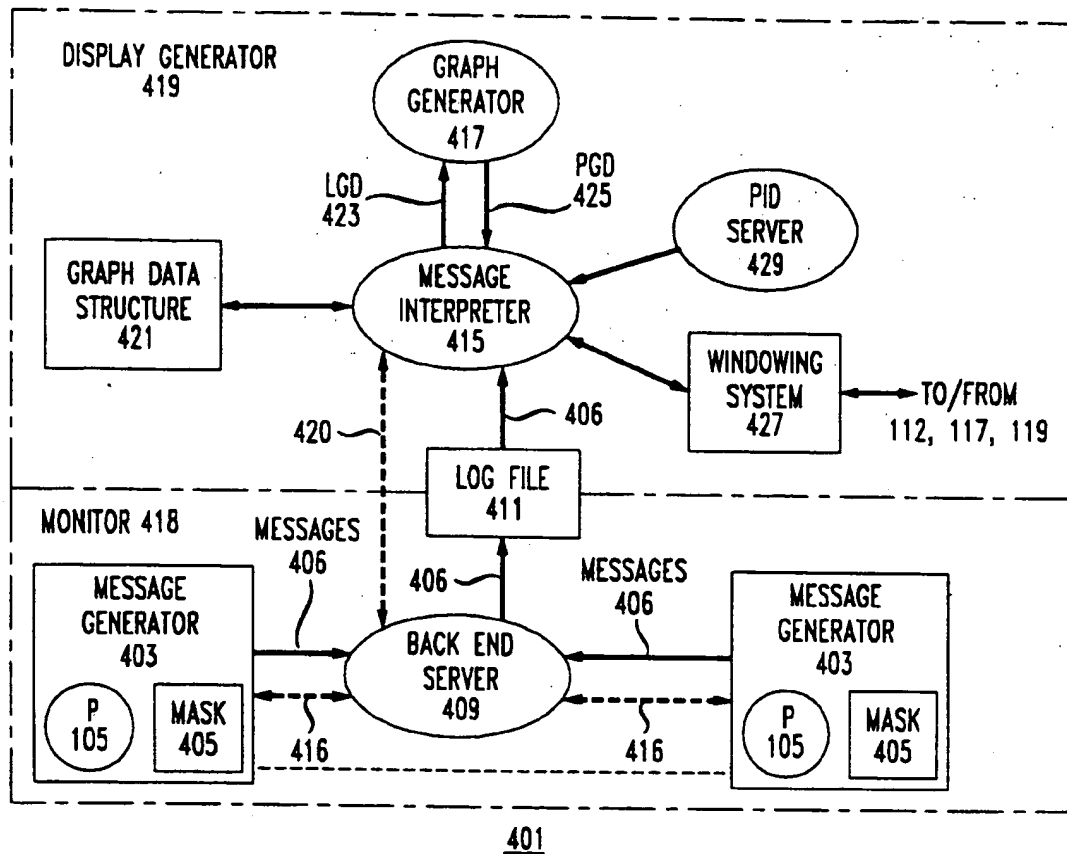 DISPLAY GENERATOR
419
GRAPH
GENERATOR
417
LGD
423
PGD
425
PID
SERVER
429
GRAPH DATA
STRUCTURE
421
MESSAGE
INTERPRETER
415
WINDOWING
SYSTEM
427
TO/FROM
112, 117, 119
420
406
LOG FILE
411
MONITOR 418
MESSAGES
406
406
MESSAGES
406
MESSAGE
GENERATOR
403
P
105
MASK
405
BACK END
SERVER
409
416
416
MESSAGE
GENERATOR
403
P
105
MASK
405
401